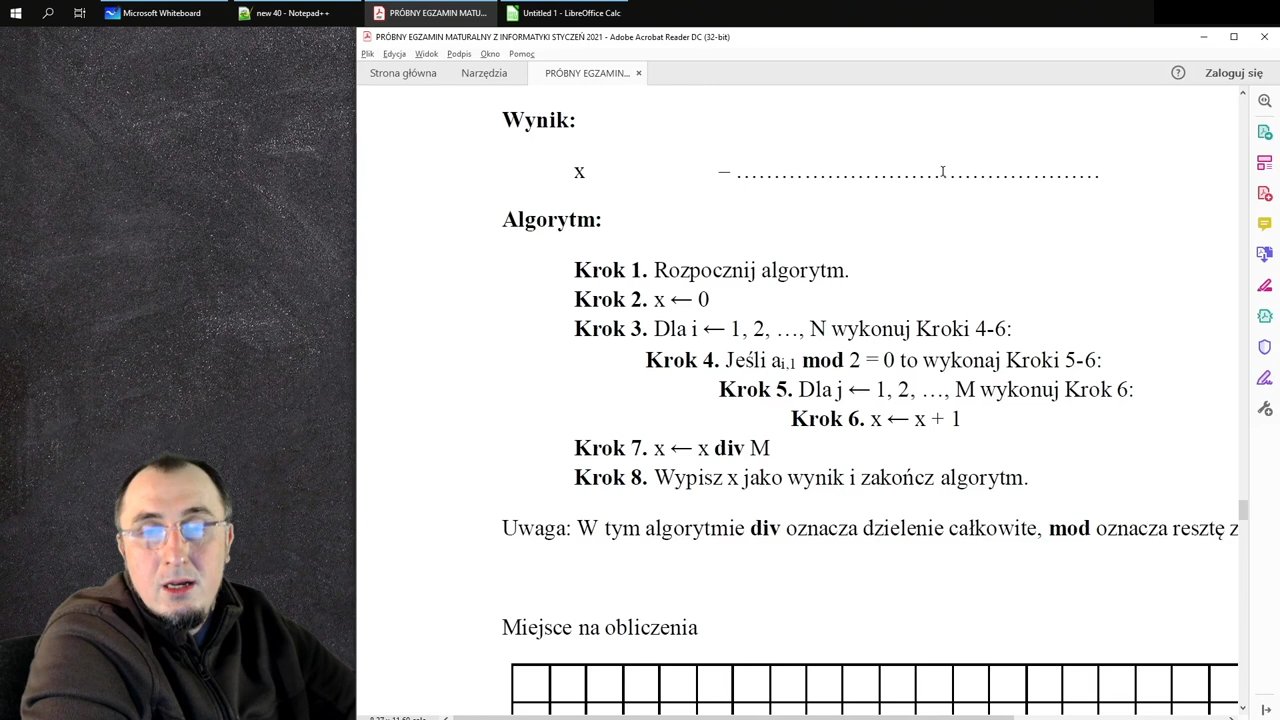 Microsoft Whiteboard
new 40 - Notepad++
PRÓBNY EGZAMIN MATU...
Untitled 1 - LibreOffice Calc
PRÓBNY EGZAMIN MATURALNY Z INFORMATYKI STYCZEŃ 2021 - Adobe Acrobat Reader DC (32-bit)
Plik Edycja Widok Podpis Okno Pomoc
Strona główna Narzędzia PRÓBNY EGZAMIN... × Zaloguj się
Wynik:
x – ................................................
Algorytm:
Krok 1. Rozpocznij algorytm.
Krok 2. x ← 0
Krok 3. Dla i ← 1, 2, …, N wykonuj Kroki 4-6:
Krok 4. Jeśli ai,1 mod 2 = 0 to wykonaj Kroki 5-6:
Krok 5. Dla j ← 1, 2, …, M wykonuj Krok 6:
Krok 6. x ← x + 1
Krok 7. x ← x div M
Krok 8. Wypisz x jako wynik i zakończ algorytm.
Uwaga: W tym algorytmie div oznacza dzielenie całkowite, mod oznacza resztę z
Miejsce na obliczenia